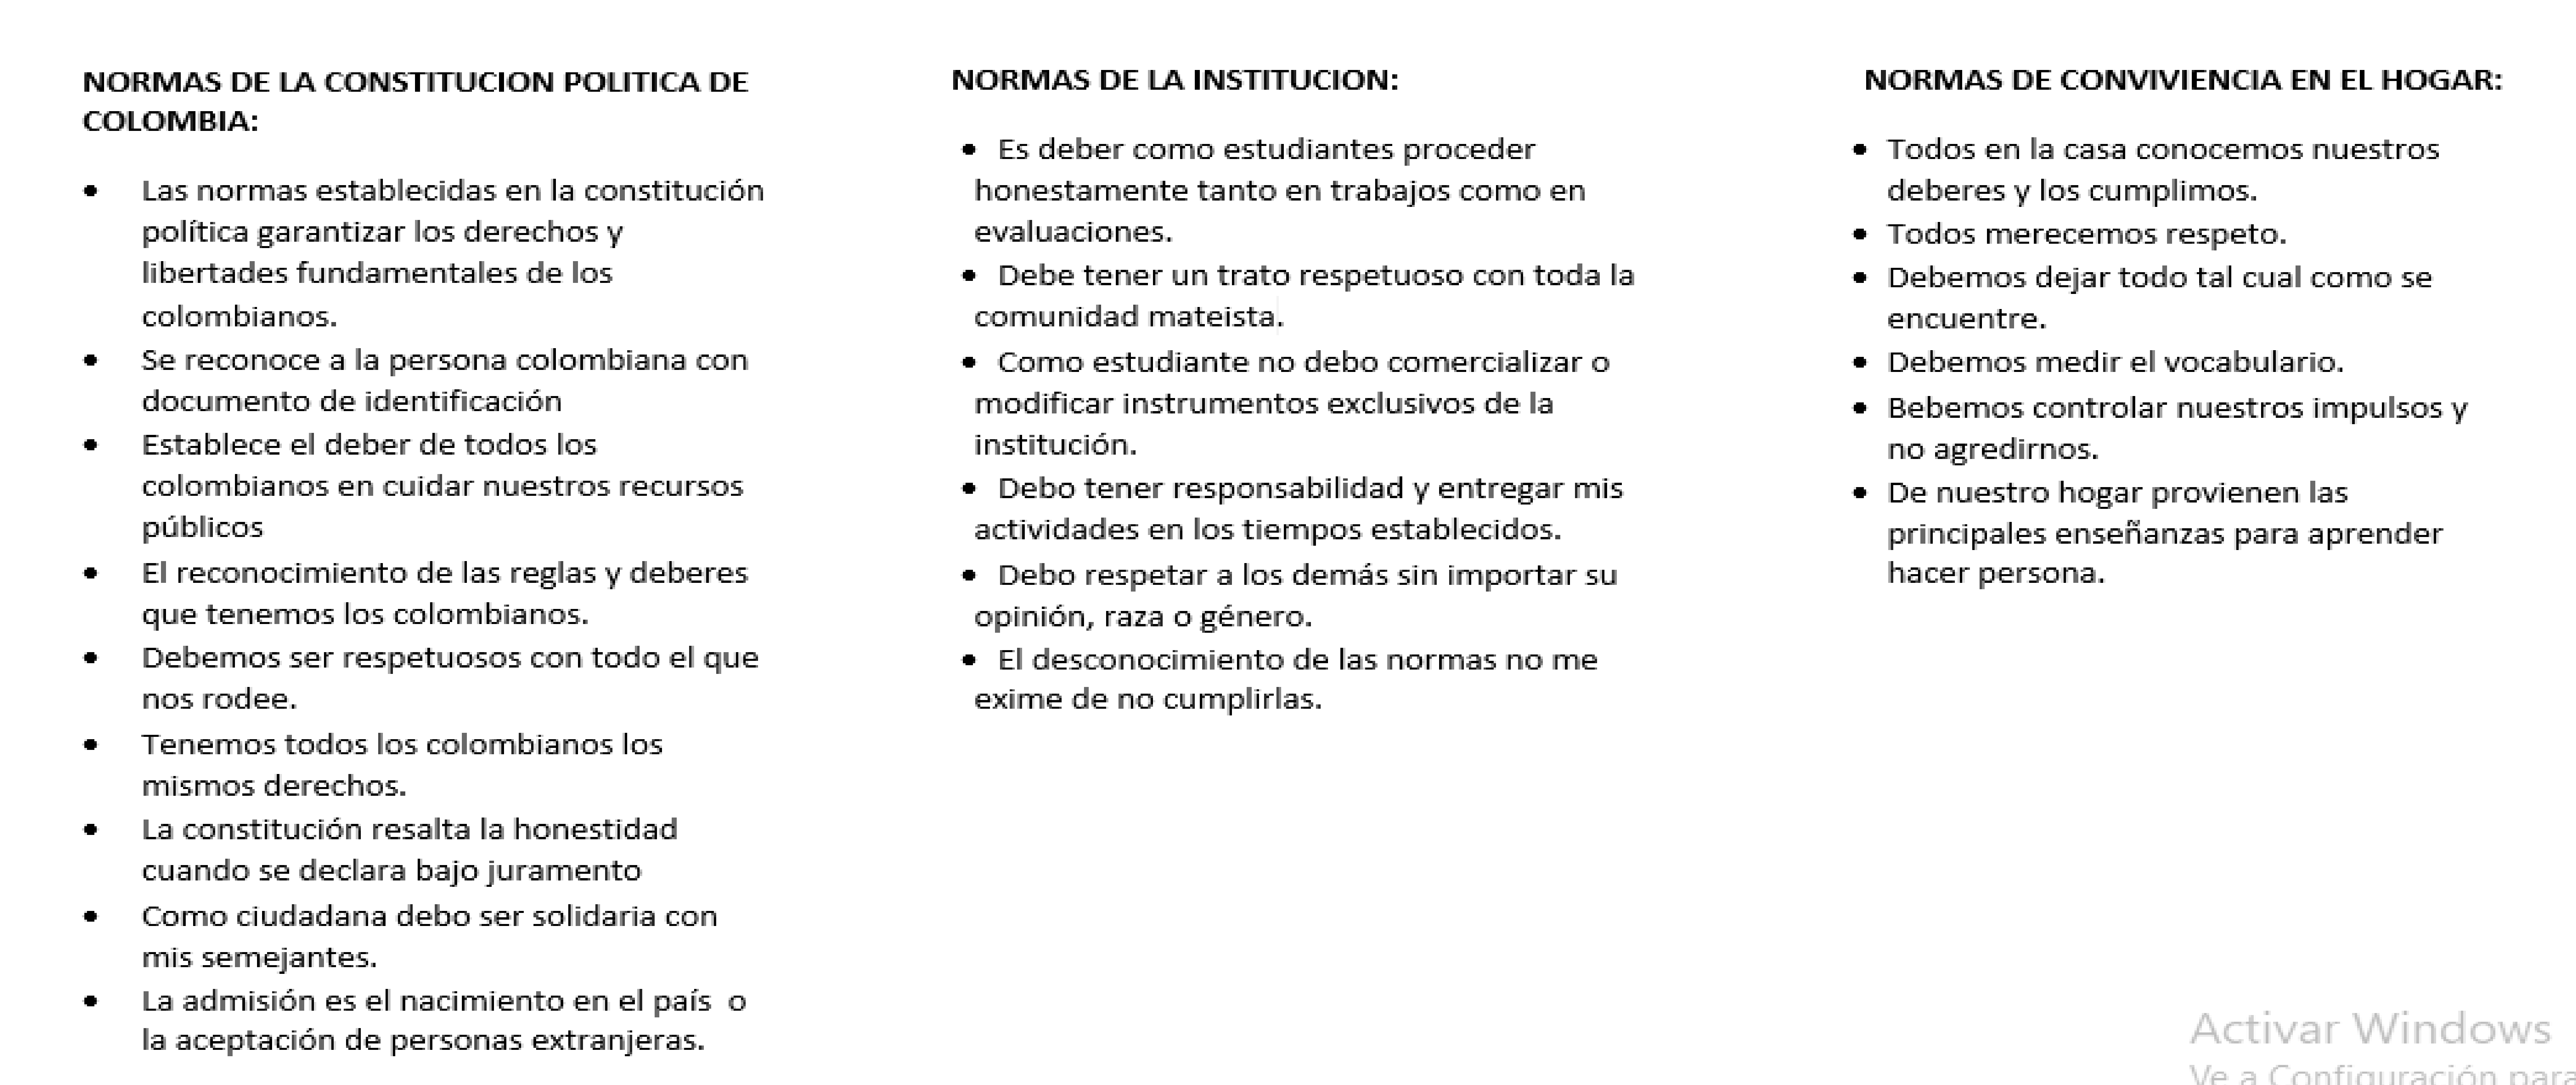 NORMAS DE LA CONSTITUCION POLITICA DE
COLOMBIA:
• Las normas establecidas en la constitución
política garantizar los derechos y
libertades fundamentales de los
colombianos.
• Se reconoce a la persona colombiana con
documento de identificación
• Establece el deber de todos los
colombianos en cuidar nuestros recursos
públicos
• El reconocimiento de las reglas y deberes
que tenemos los colombianos.
• Debemos ser respetuosos con todo el que
nos rodee.
• Tenemos todos los colombianos los
mismos derechos.
• La constitución resalta la honestidad
cuando se declara bajo juramento
• Como ciudadana debo ser solidaria con
mis semejantes.
• La admisión es el nacimiento en el país o
la aceptación de personas extranjeras.
NORMAS DE LA INSTITUCION:
• Es deber como estudiantes proceder
honestamente tanto en trabajos como en
evaluaciones.
• Debe tener un trato respetuoso con toda la
comunidad mateista.
• Como estudiante no debo comercializar o
modificar instrumentos exclusivos de la
institución.
• Debo tener responsabilidad y entregar mis
actividades en los tiempos establecidos.
• Debo respetar a los demás sin importar su
opinión, raza o género.
• El desconocimiento de las normas no me
exime de no cumplirlas.
NORMAS DE CONVIVIENCIA EN EL HOGAR:
• Todos en la casa conocemos nuestros
deberes y los cumplimos.
• Todos merecemos respeto.
• Debemos dejar todo tal cual como se
encuentre.
• Debemos medir el vocabulario.
• Bebemos controlar nuestros impulsos y
no agredirnos.
• De nuestro hogar provienen las
principales enseñanzas para aprender
hacer persona.
Activar Windows
Ve a Configuración para